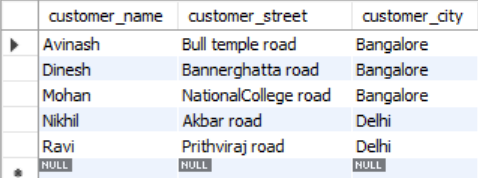 customer_name customer_street customer_city
Avinash Bull temple road Bangalore
Dinesh Bannerghatta road Bangalore
Mohan NationalCollege road Bangalore
Nikhil Akbar road Delhi
Ravi Prithviraj road Delhi
NULL NULL NULL